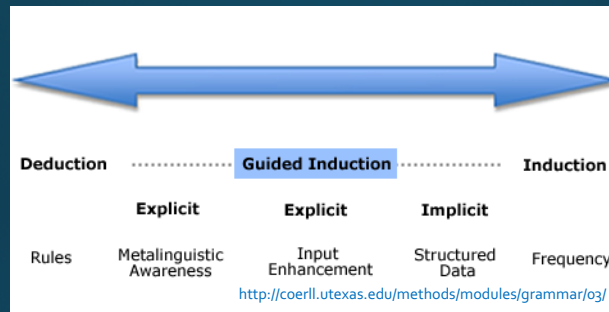 Deduction Guided Induction Induction
Explicit Explicit Implicit
Rules Metalinguistic Awareness Input Enhancement Structured Data Frequency
http://coerll.utexas.edu/methods/modules/grammar/03/